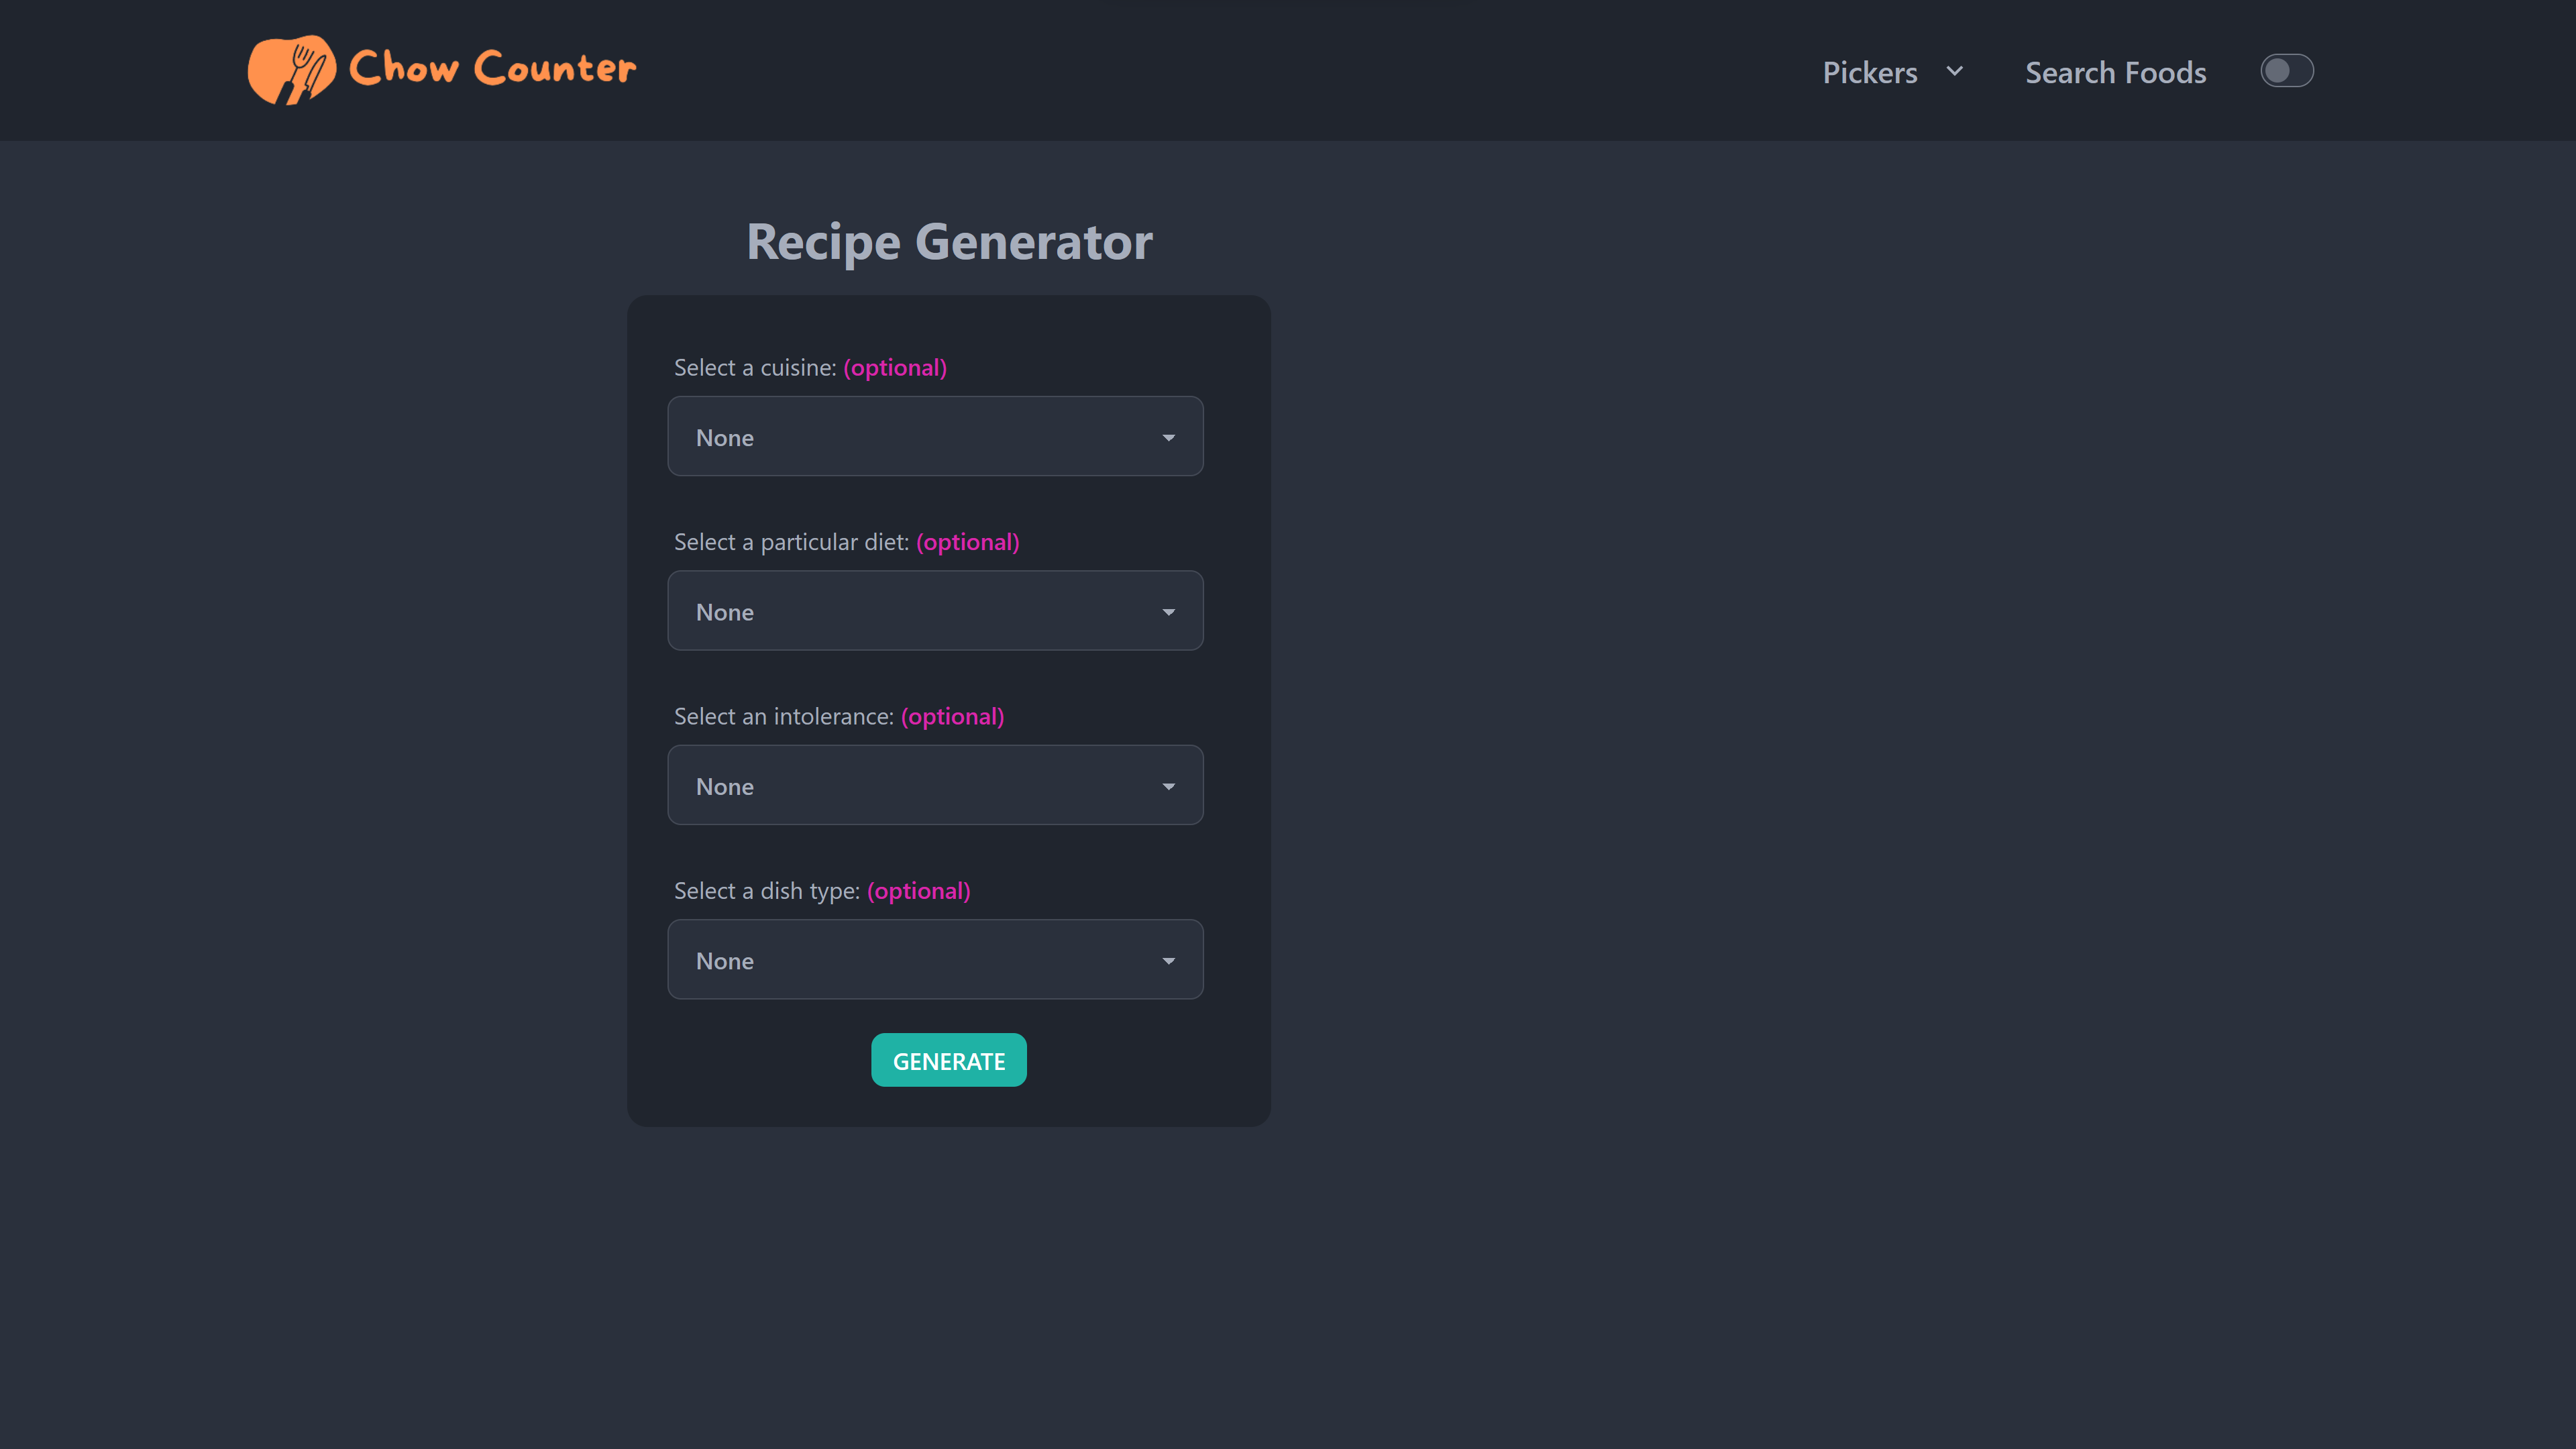 Chow Counter
Pickers
Search Foods
Recipe Generator
Select a cuisine: (optional)
None
Select a particular diet: (optional)
None
Select an intolerance: (optional)
None
Select a dish type: (optional)
None
GENERATE